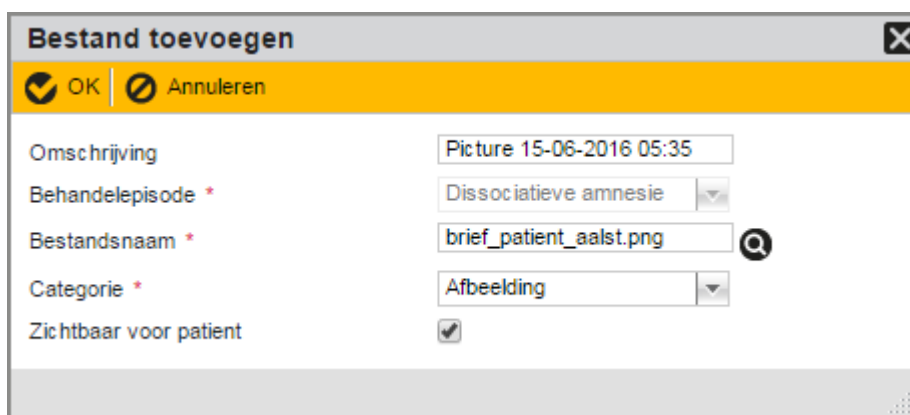 Bestand toevoegen
OK Annuleren
Omschrijving Picture 15-06-2016 05:35
Behandelepisode * Dissociatieve amnesie
Bestandsnaam * brief_patient_aalst.png
Categorie * Afbeelding
Zichtbaar voor patient